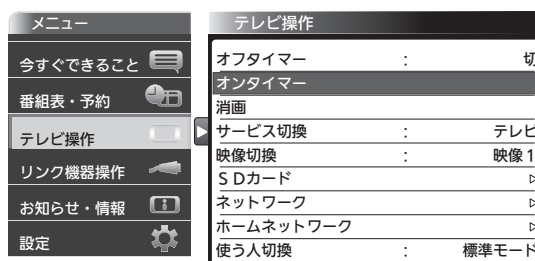 メニュー
今すぐできること
番組表・予約
テレビ操作
リンク機器操作
お知らせ・情報
設定
テレビ操作
オフタイマー : 切
オンタイマー
消画
サービス切換 : テレビ
映像切換 : 映像1
SDカード
ネットワーク
ホームネットワーク
使う人切換 : 標準モード